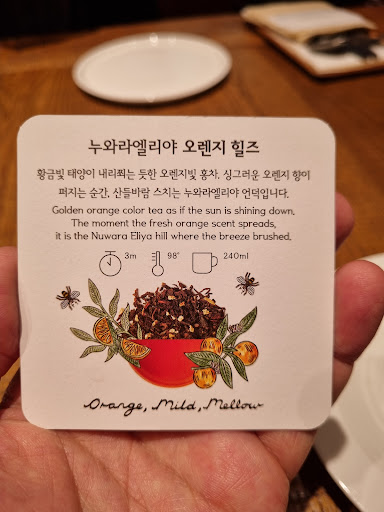 누와라엘리야 오렌지 힐즈
황금빛 태양이 내리쬐는 듯한 오렌지빛 홍차. 싱그러운 오렌지 향이
퍼지는 순간, 산들바람 스치는 누와라엘리야 언덕입니다.
Golden orange color tea as if the sun is shining down.
The moment the fresh orange scent spreads,
it is the Nuwara Eliya hill where the breeze brushed.
3m 98° 240ml
Orange, Mild, Mellow